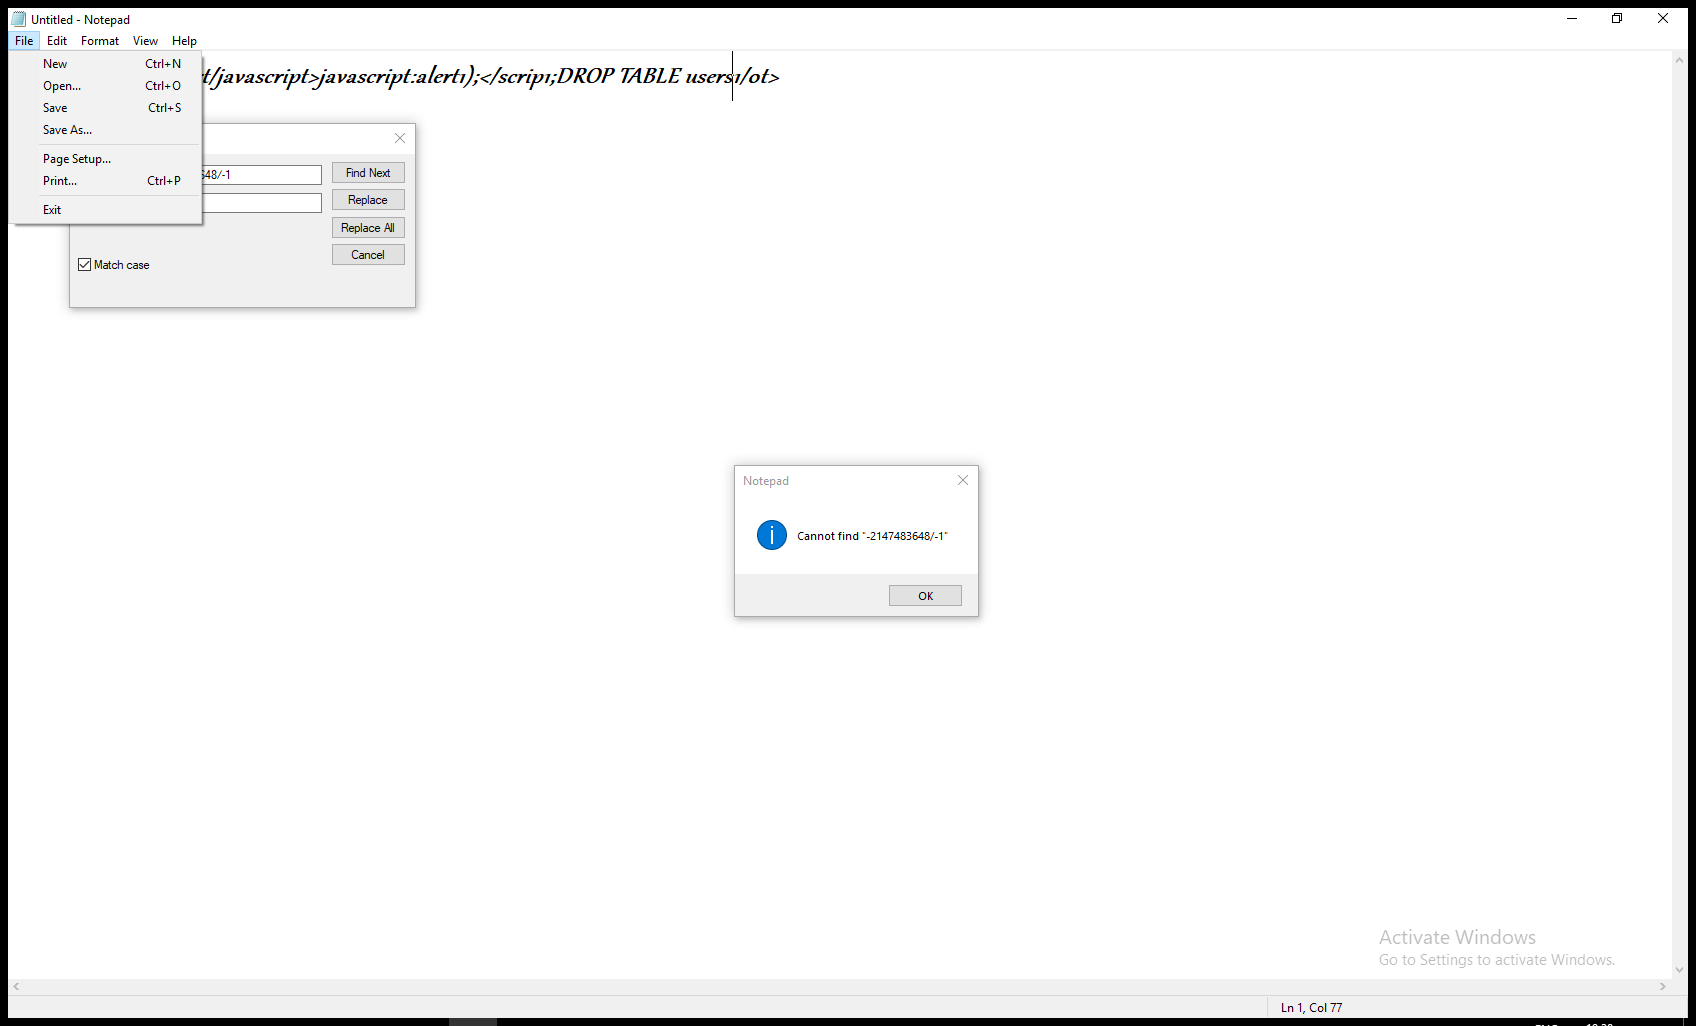 Untitled - Notepad
File Edit Format View Help
New Ctrl+N
Open... Ctrl+O
Save Ctrl+S
Save As...
Page Setup...
Print... Ctrl+P
Exit
t/javascript>javascript:alert1);</scrip1;DROP TABLE users1/ot>
648/-1
Find Next
Replace
Replace All
Cancel
Match case
Notepad
Cannot find "-2147483648/-1"
OK
Activate Windows
Go to Settings to activate Windows.
Ln 1, Col 77